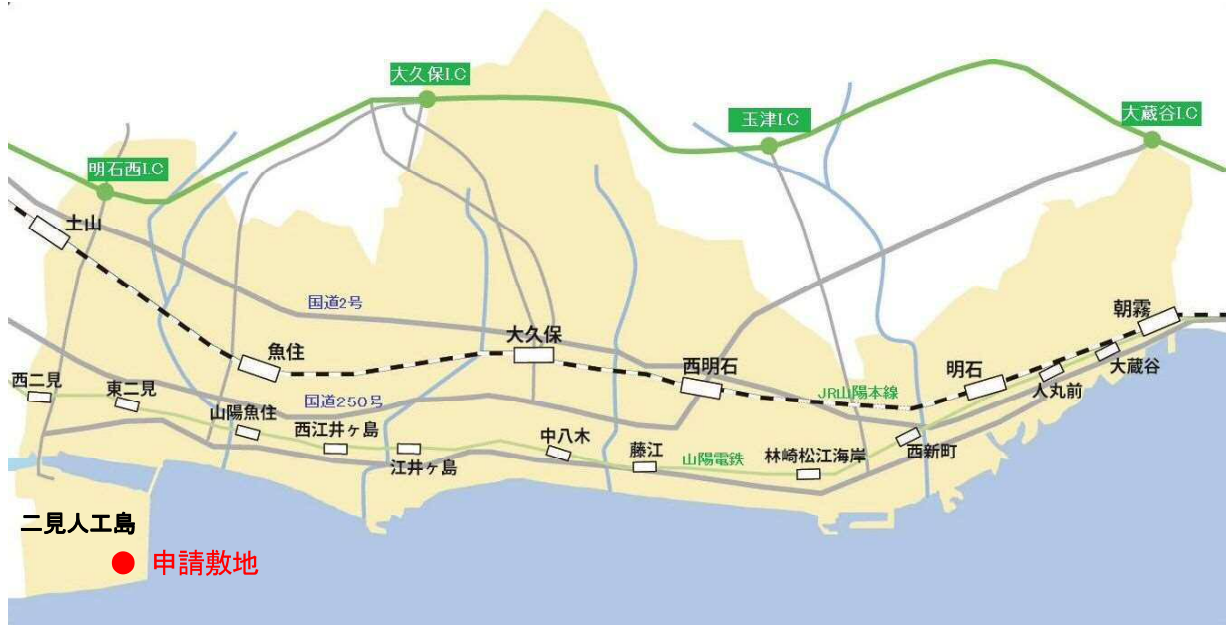 大久保I.C
大蔵谷I.C
玉津I.C
明石西I.C
土山
国道2号
朝霧
大久保
魚住
西明石
明石
大蔵谷
JR山陽本線
人丸前
西二見
東二見
国道250号
山陽魚住
西江井ヶ島
中八木
藤江
西新町
江井ヶ島
山陽電鉄
林崎松江海岸
二見人工島
申請敷地